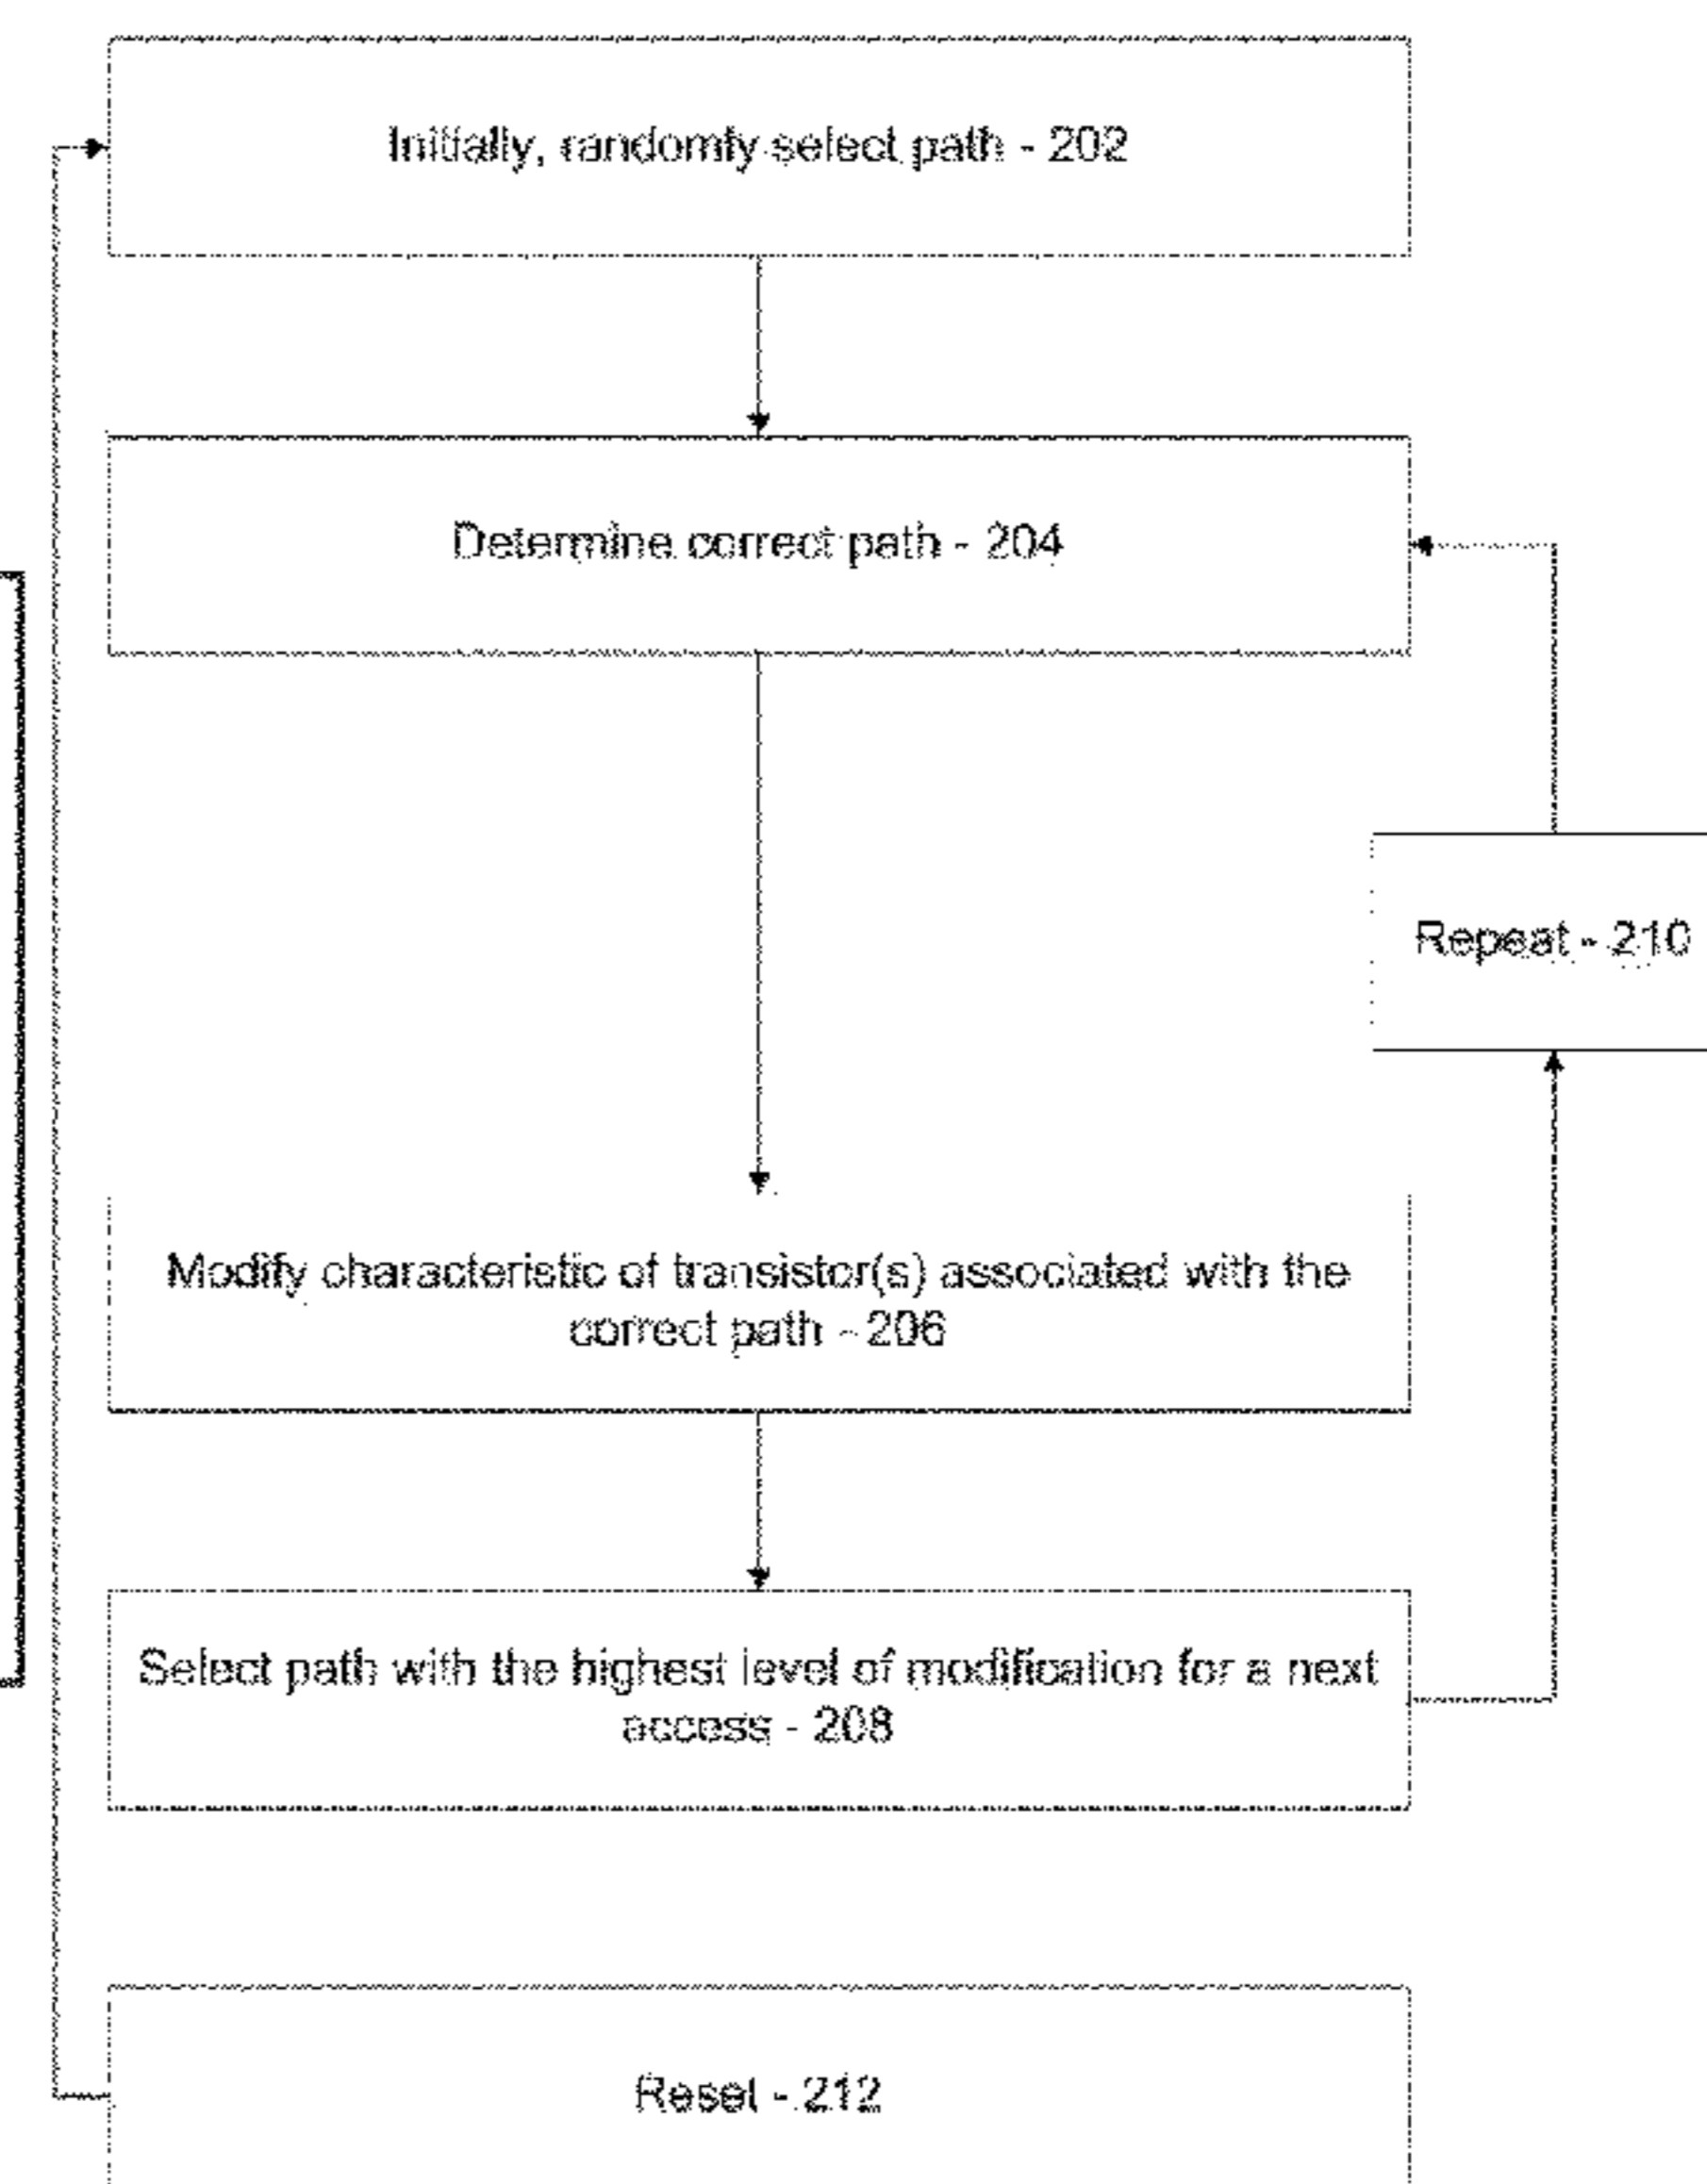 Initially, randomly select path - 202
Determine correct path - 204
Repeat - 210
Modify characteristic of transistor(s) associated with the
correct path - 206
Select path with the highest level of modification for a next
access - 208
Reset - 212